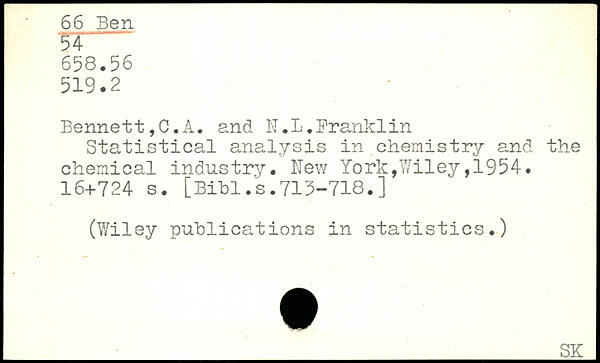 66 Ben
54
658.56
519.2
Bennett,C.A. and N.L.Franklin
Statistical analysis in chemistry and the
chemical industry. New York,Wiley,1954.
16+724 s. [Bibl.s.713-718.]
(Wiley publications in statistics.)
SK